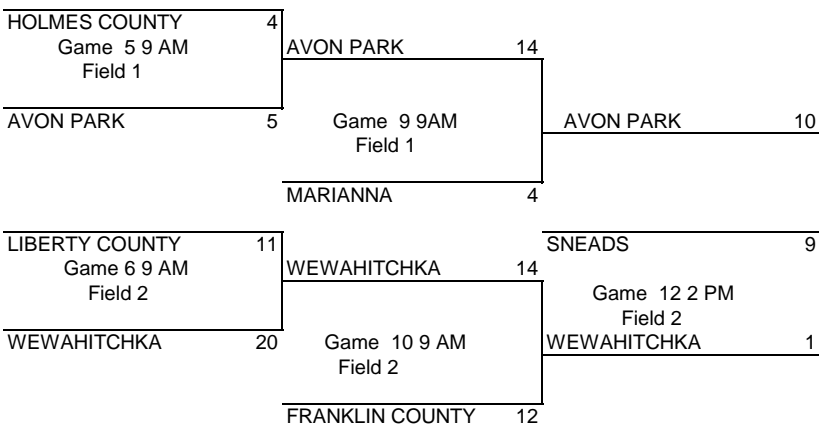 HOLMES COUNTY 4
Game 5 9 AM
AVON PARK 14
Field 1
AVON PARK 5
Game 9 9AM
AVON PARK 10
Field 1
MARIANNA 4
LIBERTY COUNTY 11
SNEADS 9
Game 6 9 AM
WEWAHITCHKA 14
Field 2
Game 12 2 PM
Field 2
WEWAHITCHKA 20
Game 10 9 AM
WEWAHITCHKA 1
Field 2
FRANKLIN COUNTY 12